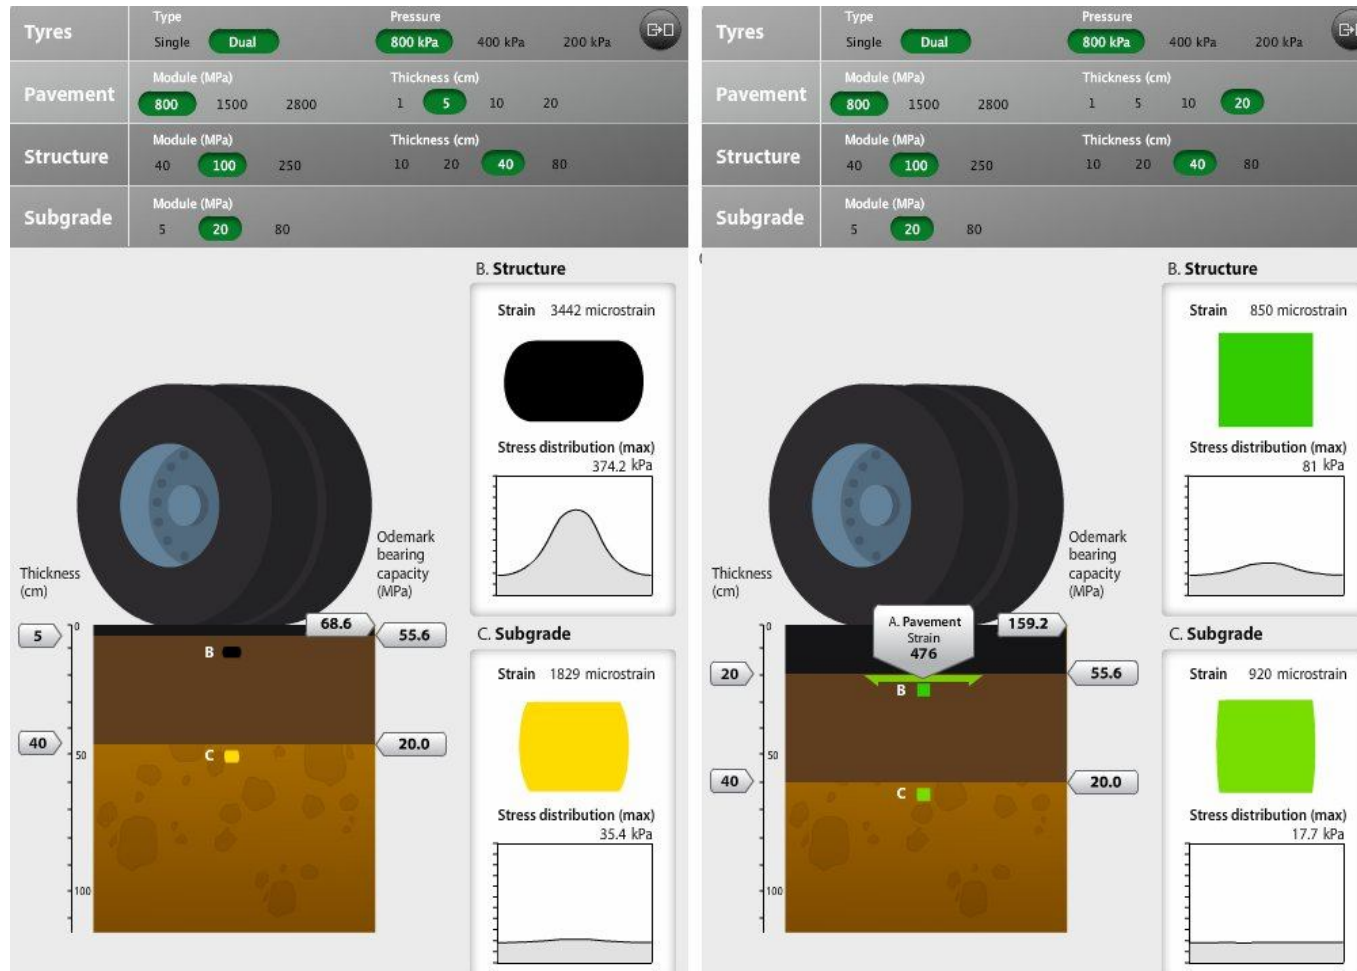 Tyres
Type
Pressure
Single Dual
800 kPa 400 kPa 200 kPa
Pavement
Module (MPa)
Thickness (cm)
800 1500 2800
1 5 10 20
Structure
Module (MPa)
Thickness (cm)
40 100 250
10 20 40 80
Subgrade
Module (MPa)
5 20 80
B. Structure
Strain 3442 microstrain
Stress distribution (max)
374.2 kPa
Odemark
bearing
capacity
(MPa)
Thickness
(cm)
5
0
68.6
55.6
B
C. Subgrade
Strain 1829 microstrain
40
50
C
20.0
Stress distribution (max)
35.4 kPa
100
Tyres
Type
Pressure
Single Dual
800 kPa 400 kPa 200 kPa
Pavement
Module (MPa)
Thickness (cm)
800 1500 2800
1 5 10 20
Structure
Module (MPa)
Thickness (cm)
40 100 250
10 20 40 80
Subgrade
Module (MPa)
5 20 80
B. Structure
Strain 850 microstrain
Stress distribution (max)
81 kPa
Odemark
bearing
capacity
(MPa)
Thickness
(cm)
0
A. Pavement
Strain
476
159.2
20
55.6
B
C. Subgrade
Strain 920 microstrain
50
40
C
20.0
Stress distribution (max)
17.7 kPa
100